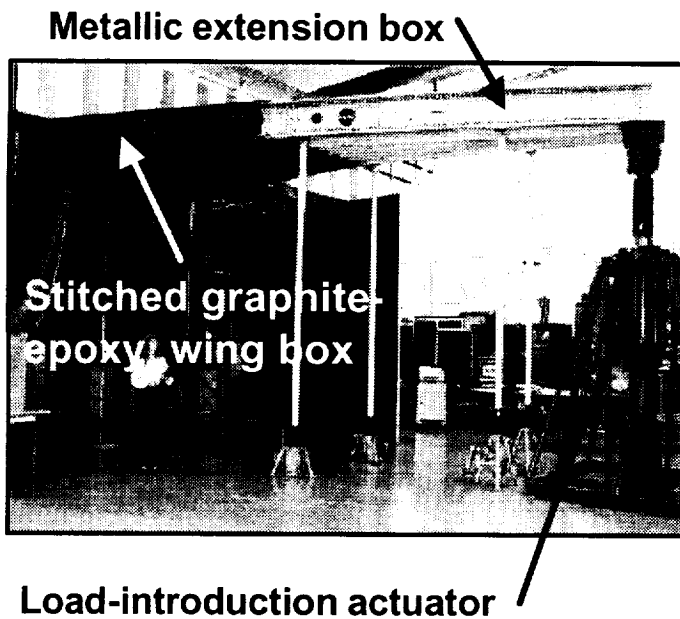 Metallic extension box
Stitched graphite-
epoxy wing box
Load-introduction actuator